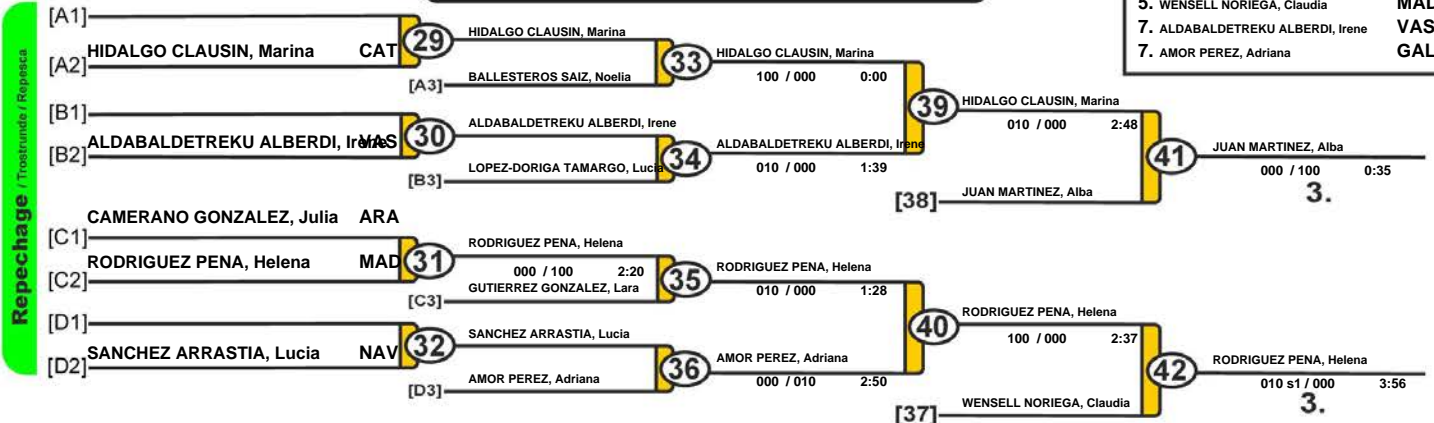 5. WENSELL NORIEGA, Claudia MAD
7. ALDABALDETREKU ALBERDI, Irene VAS
7. AMOR PEREZ, Adriana GAL
Repechage / Trostrunde / Repesca
[A1]
HIDALGO CLAUSIN, Marina CAT
[A2]
29
HIDALGO CLAUSIN, Marina
BALLESTEROS SAIZ, Noelia
[A3]
33
HIDALGO CLAUSIN, Marina
100 / 000 0:00
[B1]
ALDABALDETREKU ALBERDI, Irene VAS
[B2]
30
ALDABALDETREKU ALBERDI, Irene
LOPEZ-DORIGA TAMARGO, Lucia
[B3]
34
ALDABALDETREKU ALBERDI, Irene
010 / 000 1:39
39
HIDALGO CLAUSIN, Marina
010 / 000 2:48
JUAN MARTINEZ, Alba
[38]
41
JUAN MARTINEZ, Alba
000 / 100 0:35
3.
CAMERANO GONZALEZ, Julia ARA
[C1]
RODRIGUEZ PENA, Helena MAD
[C2]
31
RODRIGUEZ PENA, Helena
000 / 100 2:20
GUTIERREZ GONZALEZ, Lara
[C3]
35
RODRIGUEZ PENA, Helena
010 / 000 1:28
[D1]
SANCHEZ ARRASTIA, Lucia NAV
[D2]
32
SANCHEZ ARRASTIA, Lucia
AMOR PEREZ, Adriana
[D3]
36
AMOR PEREZ, Adriana
000 / 010 2:50
40
RODRIGUEZ PENA, Helena
100 / 000 2:37
WENSELL NORIEGA, Claudia
[37]
42
RODRIGUEZ PENA, Helena
010 s1 / 000 3:56
3.